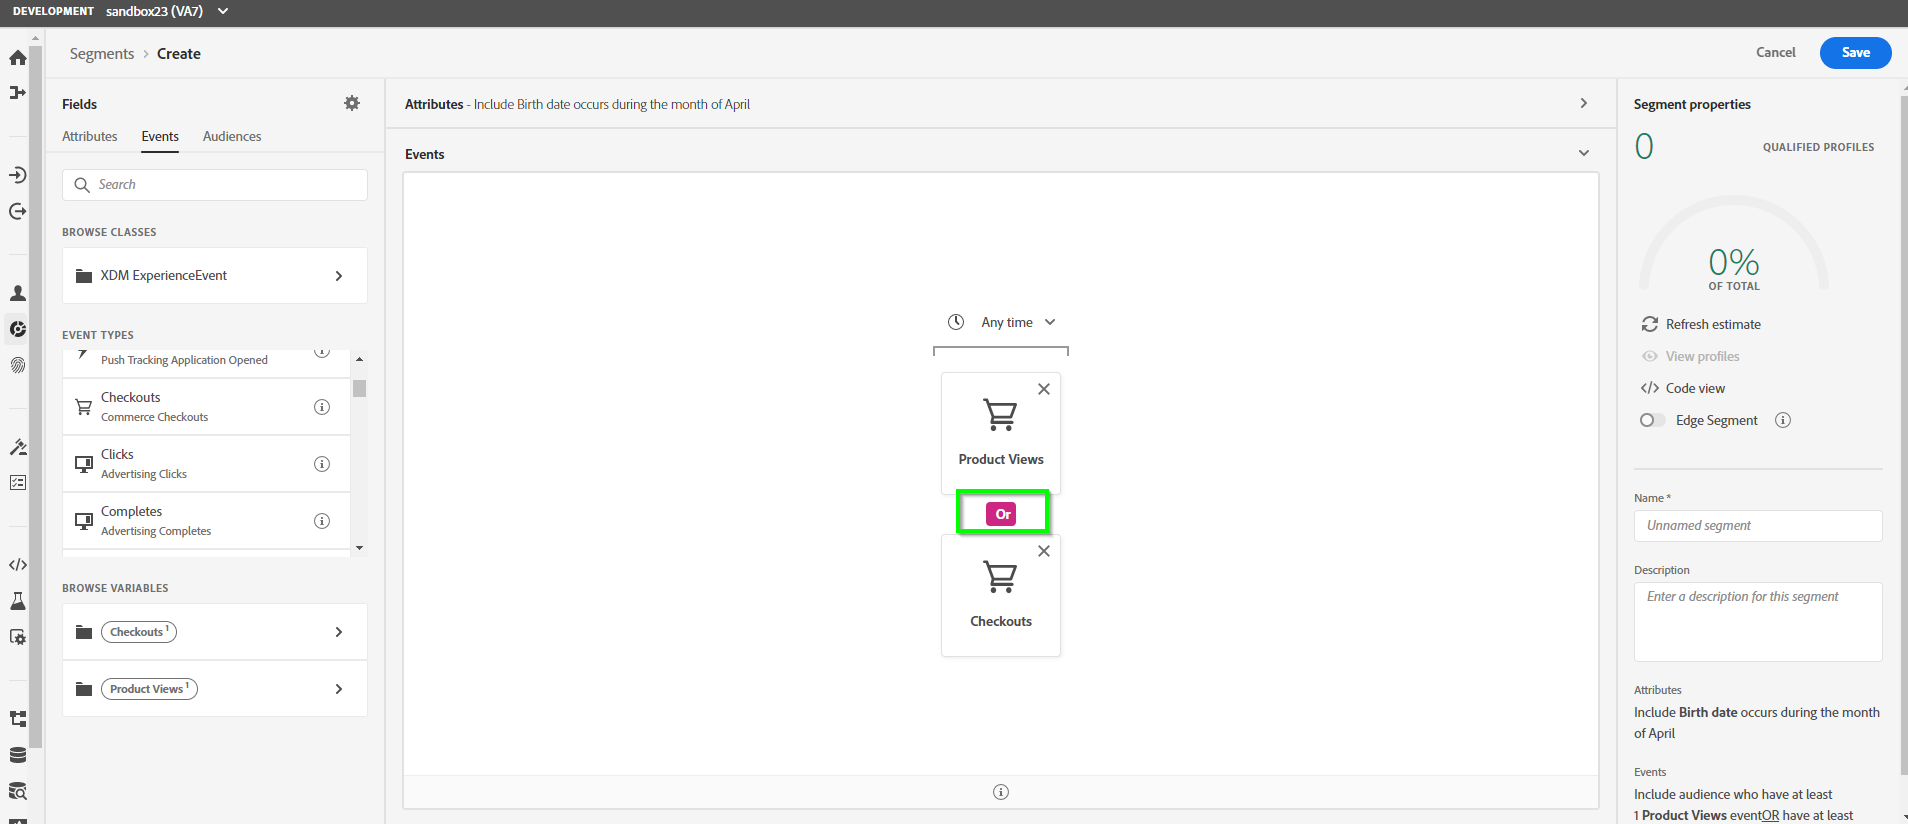 DEVELOPMENT sandbox23 (VA7)
Segments > Create
Cancel
Save
Fields
Attributes Events Audiences
Search
BROWSE CLASSES
XDM ExperienceEvent
EVENT TYPES
Push Tracking Application Opened
Checkouts
Commerce Checkouts
Clicks
Advertising Clicks
Completes
Advertising Completes
BROWSE VARIABLES
Checkouts 1
Product Views 1
Attributes - Include Birth date occurs during the month of April
Events
Any time
Product Views
Or
Checkouts
Segment properties
0 QUALIFIED PROFILES
0%
OF TOTAL
Refresh estimate
View profiles
Code view
Edge Segment
Name *
Unnamed segment
Description
Enter a description for this segment
Attributes
Include Birth date occurs during the month
of April
Events
Include audience who have at least
1 Product Views eventOR have at least